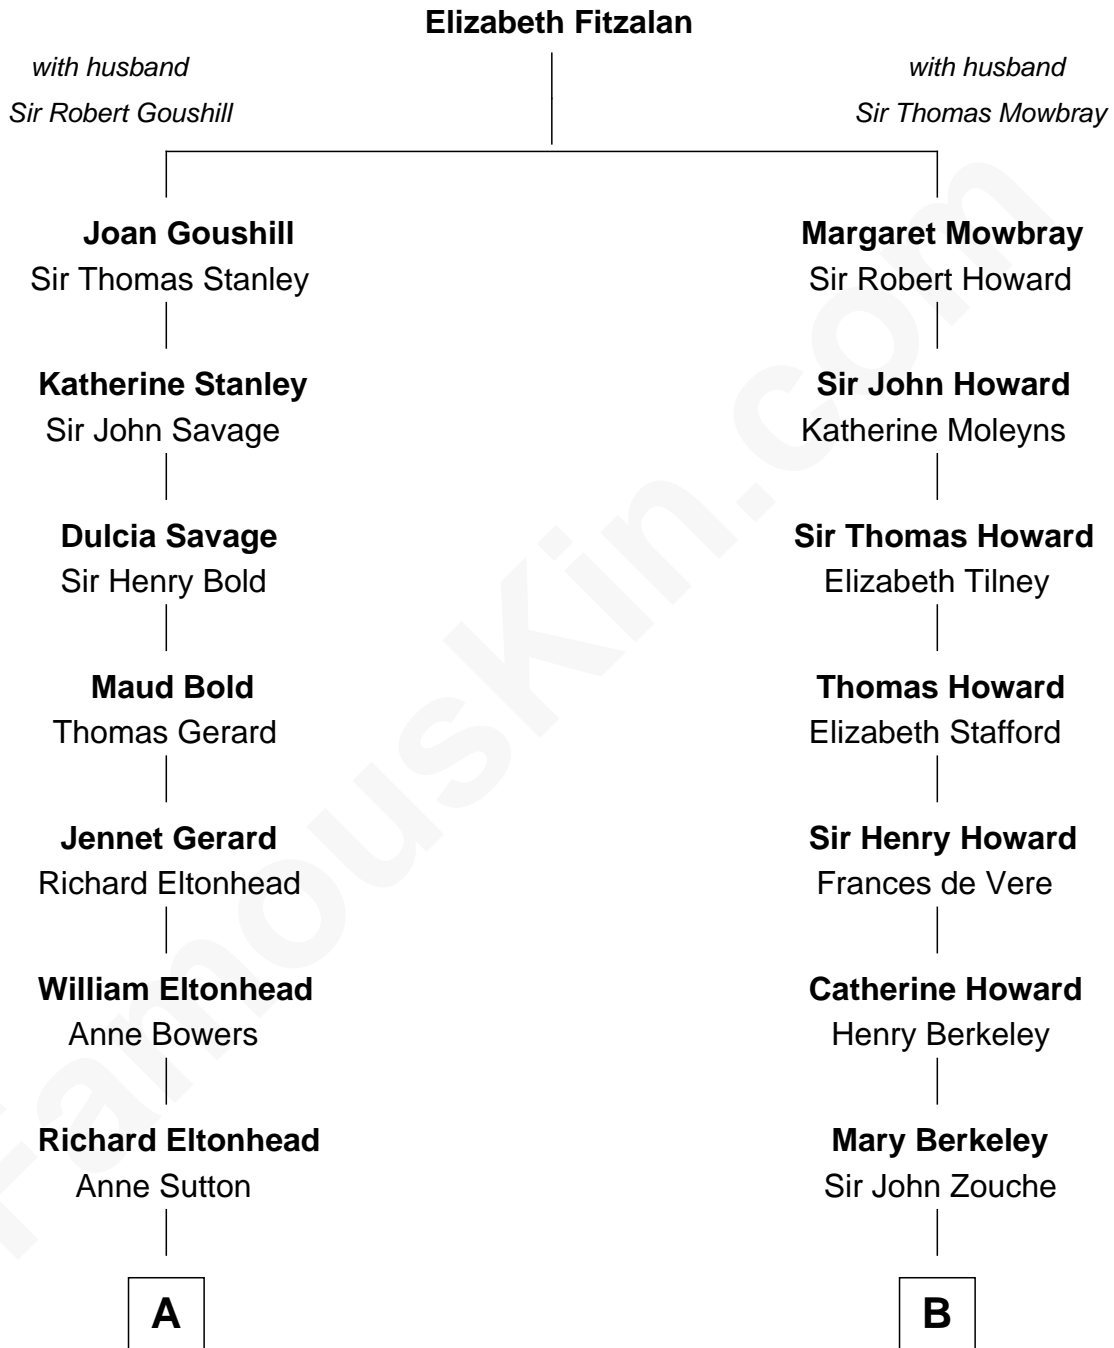 Elizabeth Fitzalan
with husband
Sir Robert Goushill
with husband
Sir Thomas Mowbray
Joan Goushill
Sir Thomas Stanley
Margaret Mowbray
Sir Robert Howard
Katherine Stanley
Sir John Savage
Sir John Howard
Katherine Moleyns
Dulcia Savage
Sir Henry Bold
Sir Thomas Howard
Elizabeth Tilney
Maud Bold
Thomas Gerard
Thomas Howard
Elizabeth Stafford
Jennet Gerard
Richard Eltonhead
Sir Henry Howard
Frances de Vere
William Eltonhead
Anne Bowers
Catherine Howard
Henry Berkeley
Richard Eltonhead
Anne Sutton
Mary Berkeley
Sir John Zouche
A
B
FamousKin.com